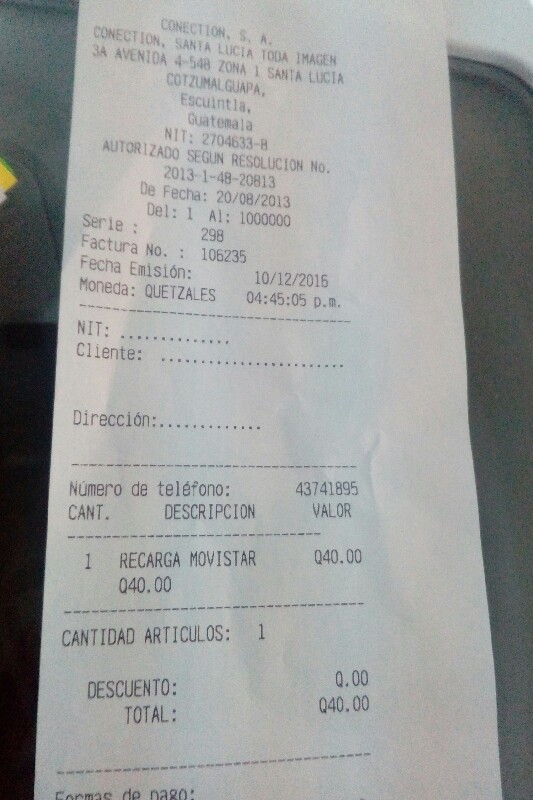 CONECTION, S. A.
CONECTION, SANTA LUCIA TODA IMAGEN
3A AVENIDA 4-54B ZONA 1 SANTA LUCIA
COTZUMALGUAPA,
Escuintla,
Guatemala
NIT: 2704633-8
AUTORIZADO SEGUN RESOLUCION No.
2013-1-48-20813
De Fecha: 20/08/2013
Del: 1 Al: 1000000
Serie : 298
Factura No. : 106235
Fecha Emisión: 10/12/2016
Moneda: QUETZALES 04:45:05 p.m.
--------------------------------
NIT: .............
Cliente: ......................
Dirección:............
--------------------------------
Número de teléfono: 43741895
CANT. DESCRIPCION VALOR
--------------------------------
1 RECARGA MOVISTAR Q40.00
Q40.00
--------------------------------
CANTIDAD ARTICULOS: 1
DESCUENTO: Q.00
TOTAL: Q40.00
--------------------------------
Formas de pago: